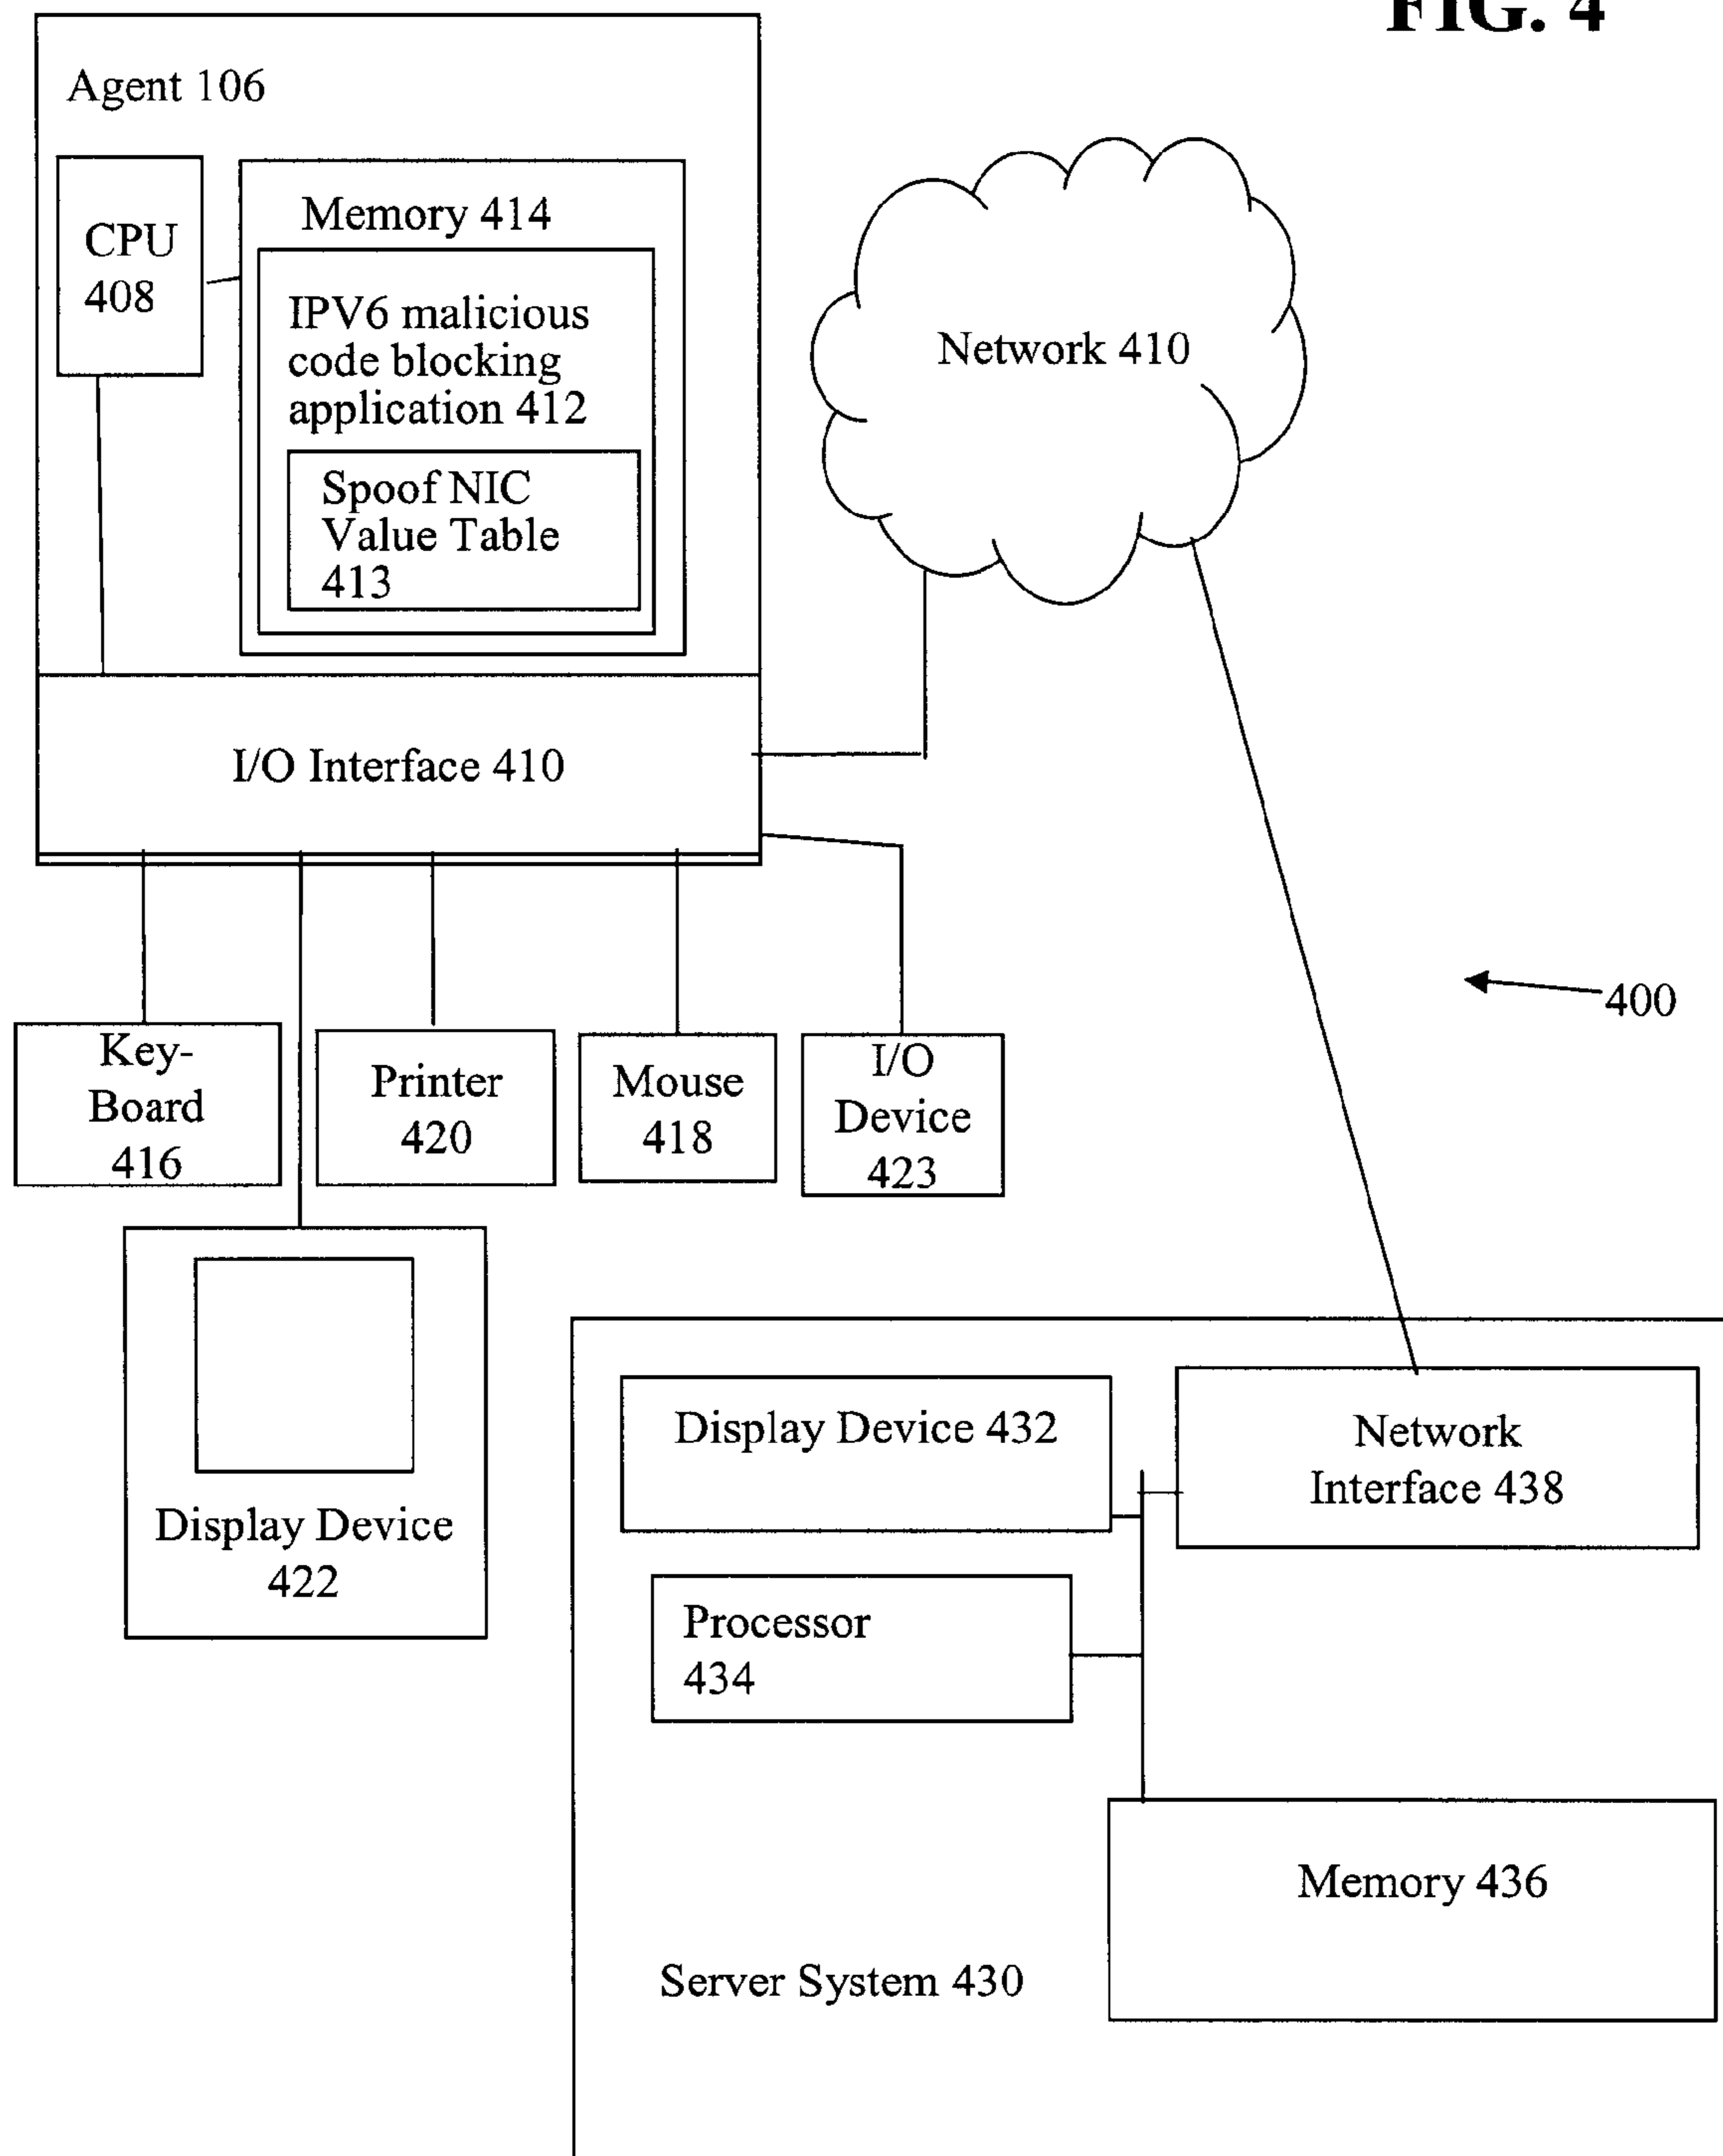 FIG. 4
Agent 106
CPU
408
Memory 414
IPV6 malicious
code blocking
application 412
Spoof NIC
Value Table
413
Network 410
I/O Interface 410
400
Key-
Board
416
Printer
420
Mouse
418
I/O
Device
423
Display Device
422
Display Device 432
Network
Interface 438
Processor
434
Memory 436
Server System 430